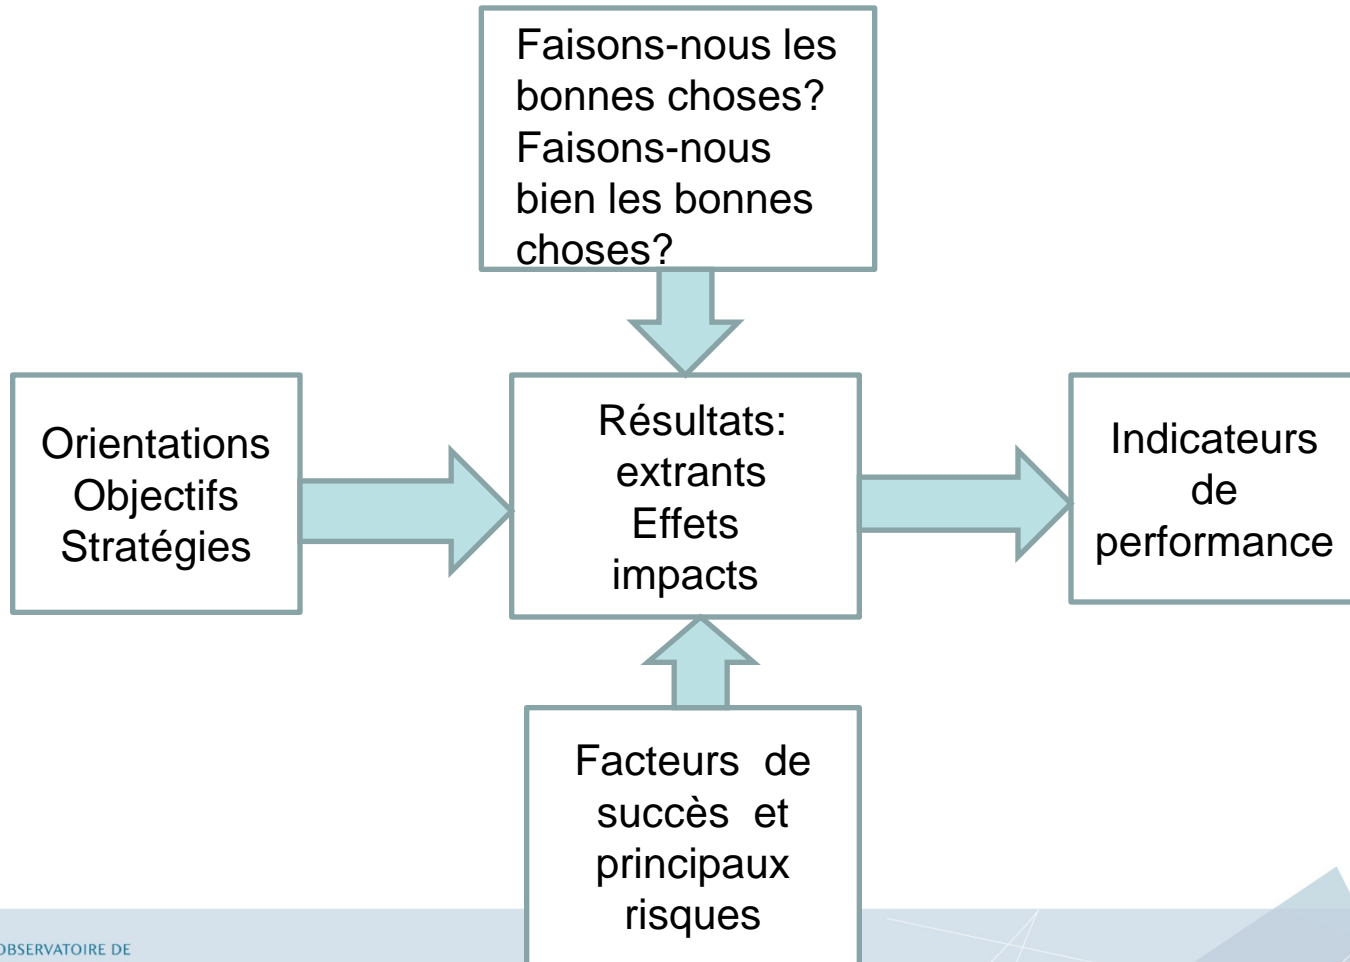 Faisons-nous les
bonnes choses?
Faisons-nous
bien les bonnes
choses?
Orientations
Objectifs
Stratégies
Résultats:
extrants
Effets
impacts
Indicateurs
de
performance
Facteurs de
succès et
principaux
risques
OBSERVATOIRE DE